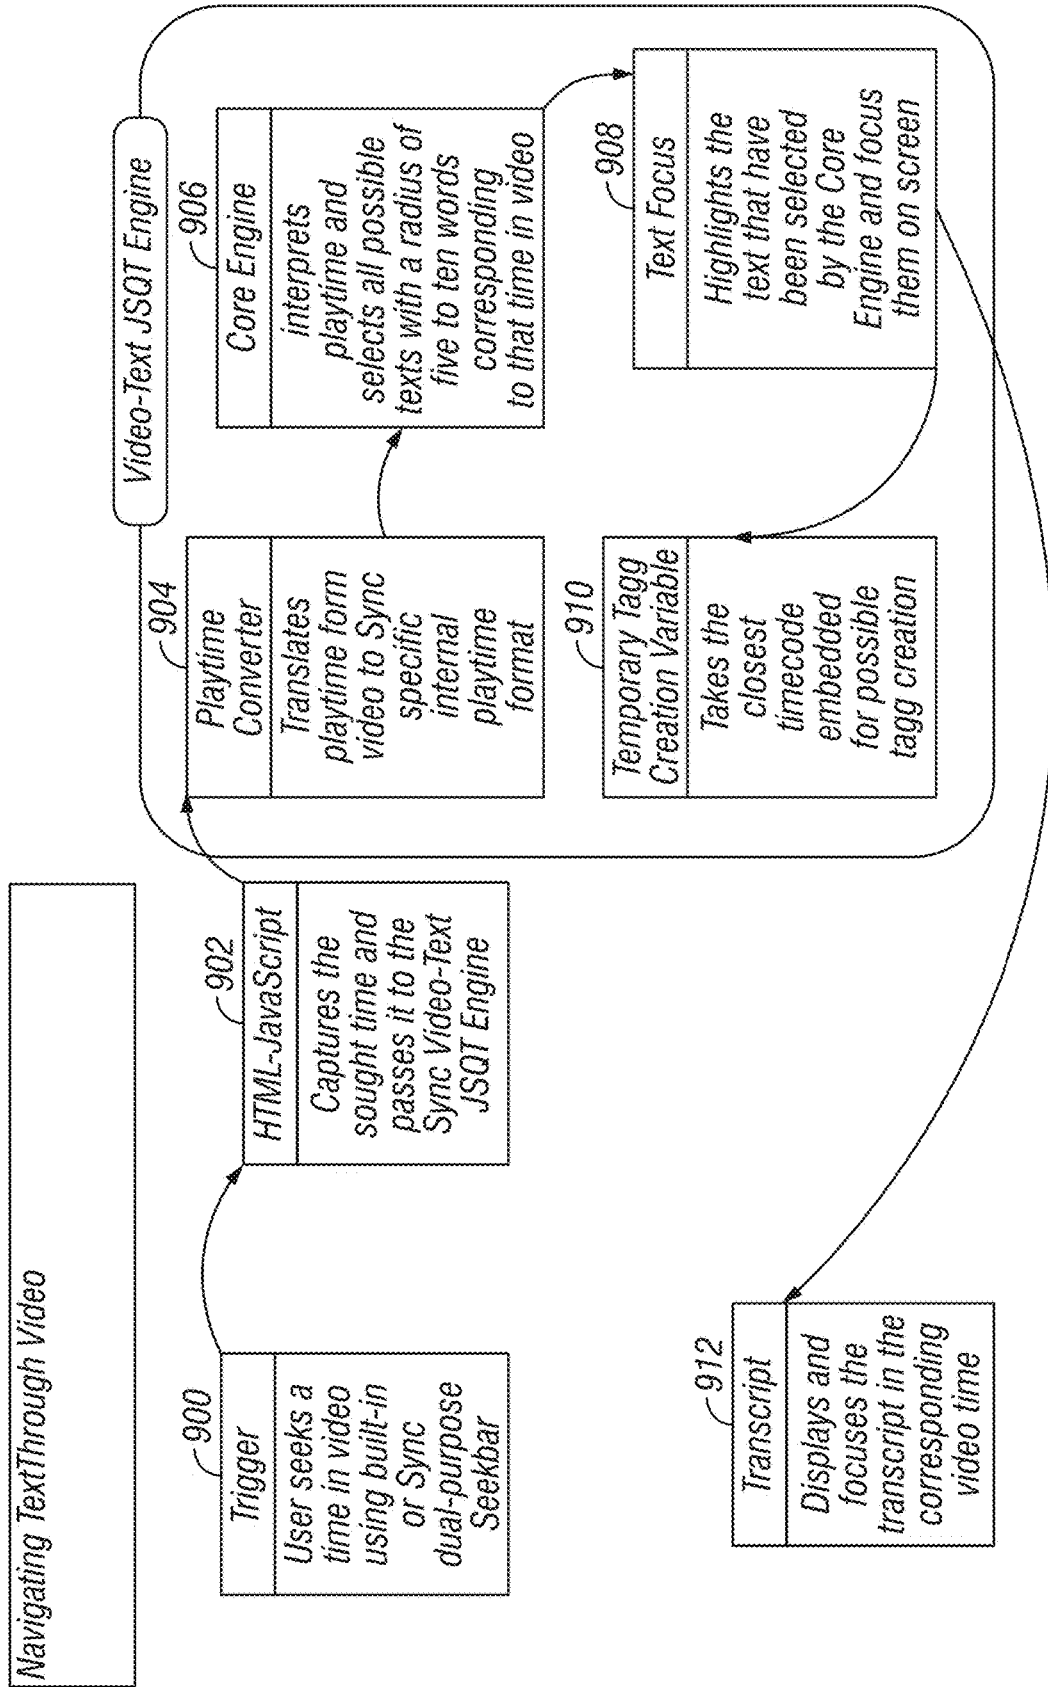 Navigating TextThrough Video
900
Trigger
User seeks a
time in video
using built-in
or Sync
dual-purpose
Seekbar
902
HTML-JavaScript
Captures the
sought time and
passes it to the
Sync Video-Text
JSQT Engine
Video-Text JSQT Engine
904
Playtime
Converter
Translates
playtime form
video to Sync
specific
internal
playtime
format
906
Core Engine
interprets
playtime and
selects all possible
texts with a radius of
five to ten words
corresponding
to that time in video
908
Text Focus
Highlights the
text that have
been selected
by the Core
Engine and focus
them on screen
910
Temporary Tagg
Creation Variable
Takes the
closest
timecode
embedded
for possible
tagg creation
912
Transcript
Displays and
focuses the
transcript in the
corresponding
video time